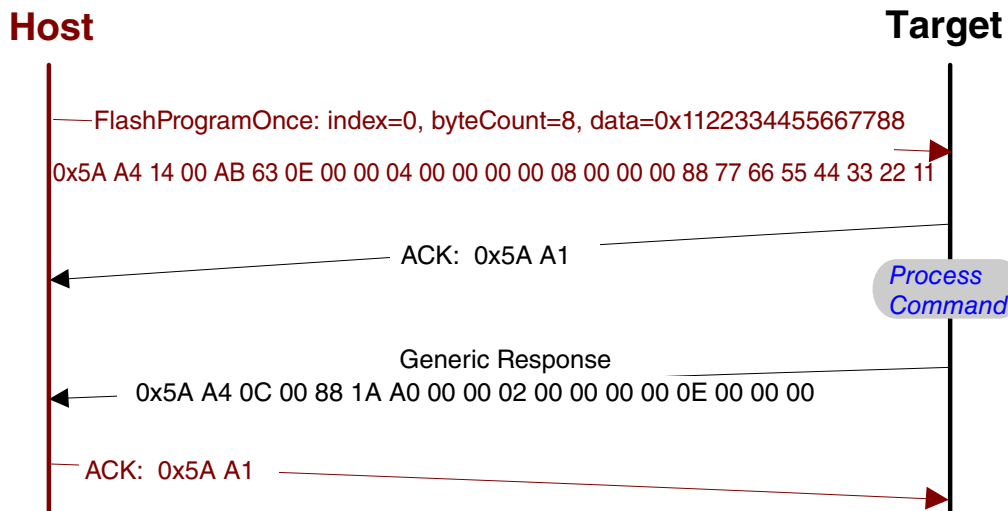 Host
Target
FlashProgramOnce: index=0, byteCount=8, data=0x1122334455667788
0x5A A4 14 00 AB 63 0E 00 00 04 00 00 00 00 08 00 00 00 88 77 66 55 44 33 22 11
ACK: 0x5A A1
Process
Command
Generic Response
0x5A A4 0C 00 88 1A A0 00 00 02 00 00 00 00 0E 00 00 00
ACK: 0x5A A1